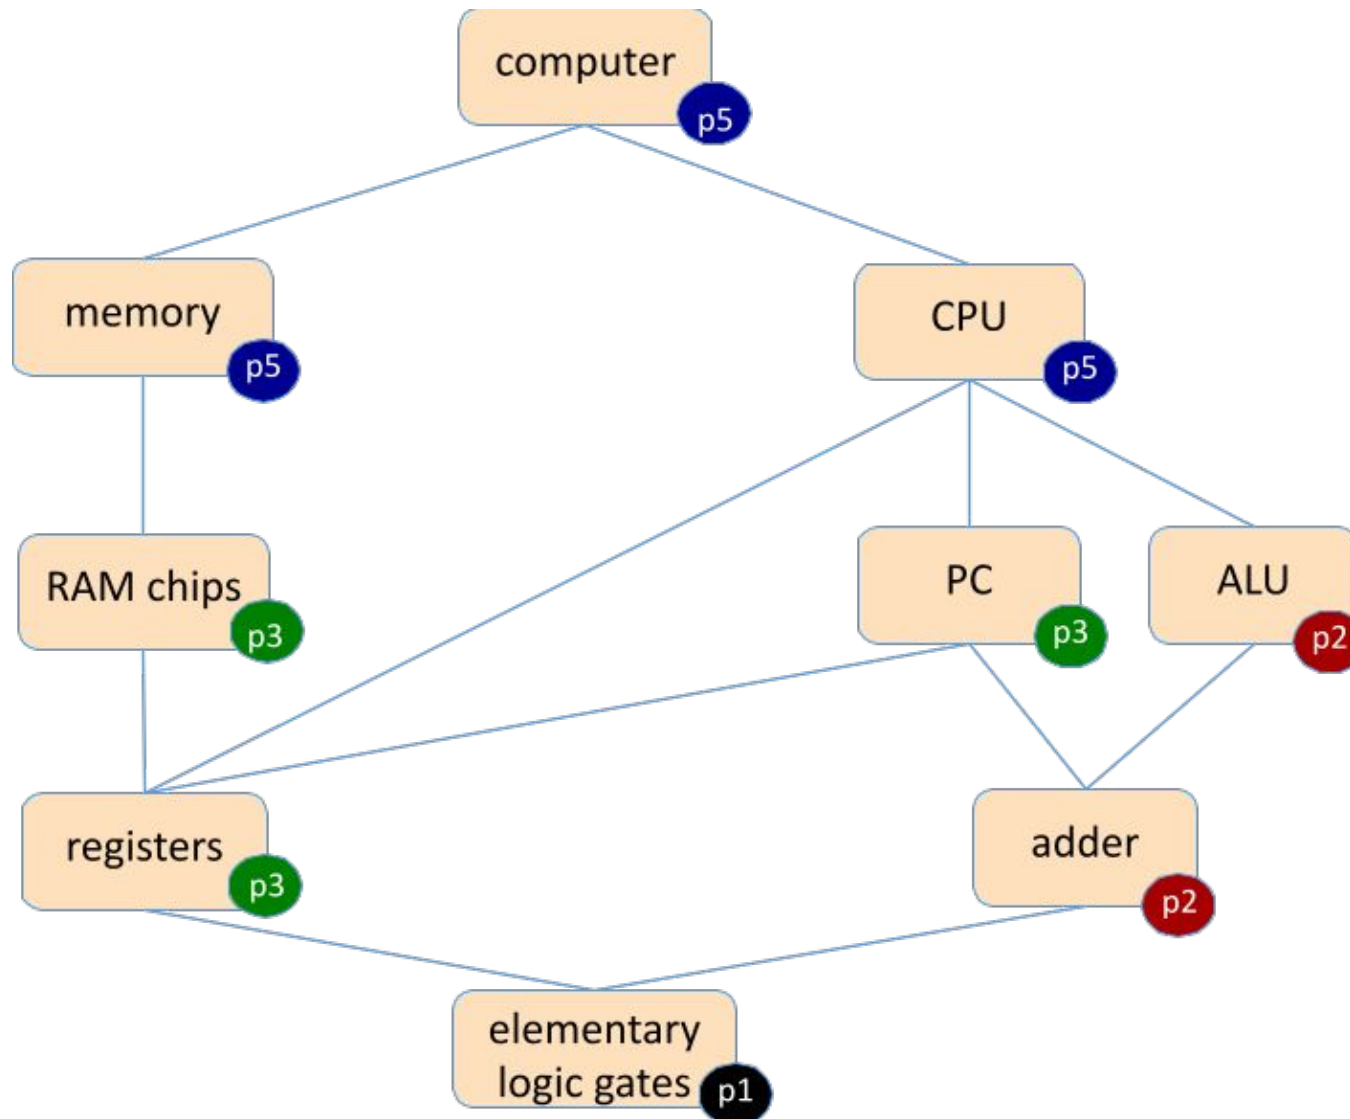 computer
p5
memory
p5
CPU
p5
RAM chips
p3
PC
p3
ALU
p2
registers
p3
adder
p2
elementary
logic gates
p1